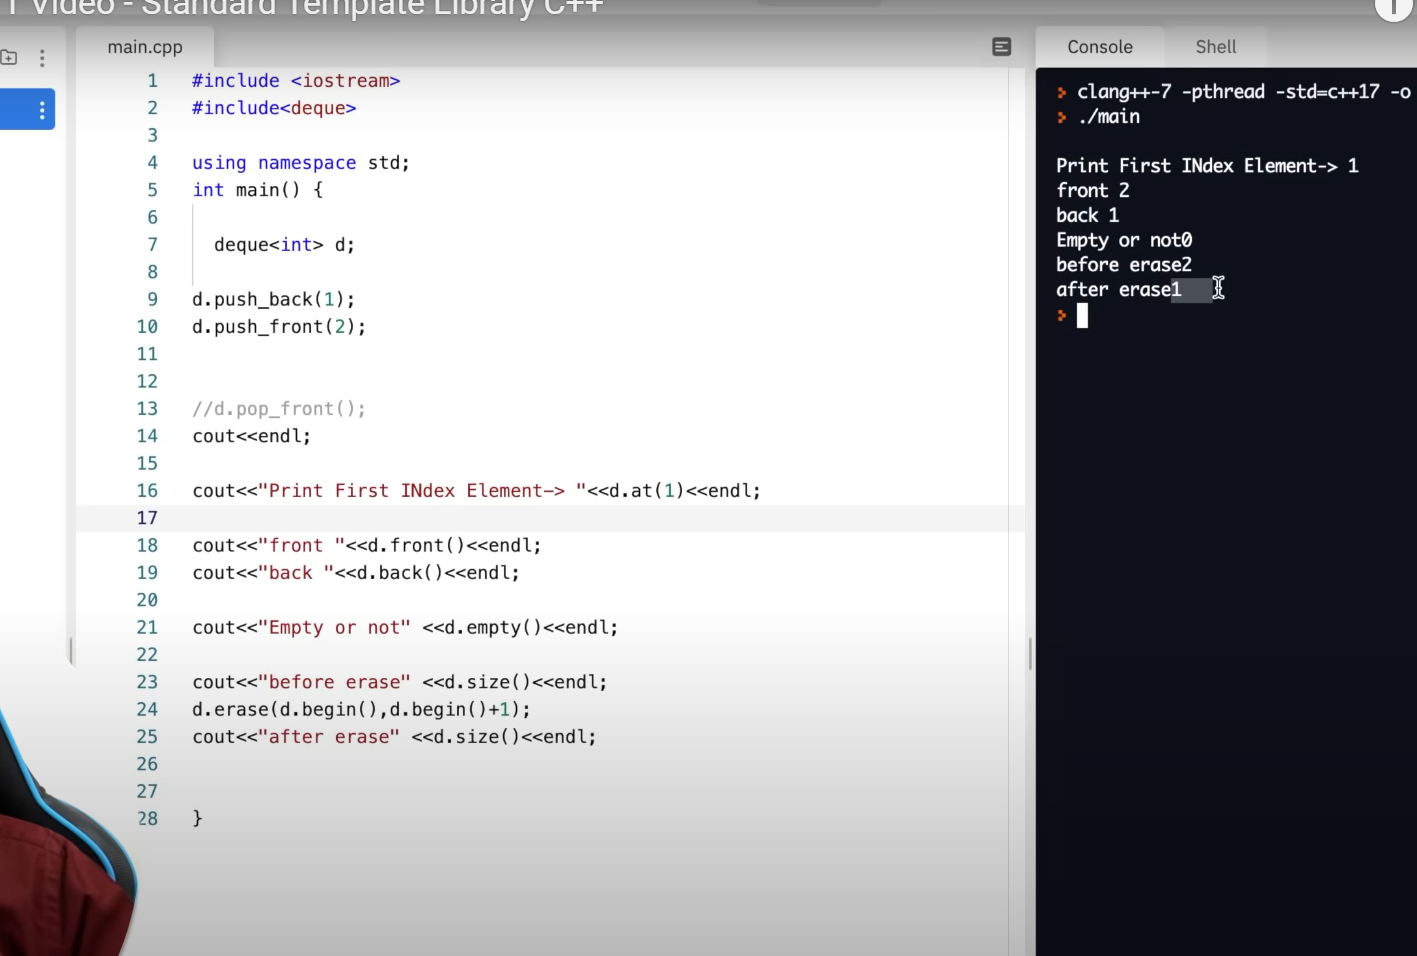 1 Video - Standard Template Library C++
main.cpp
1 #include <iostream>
2 #include<deque>
3
4 using namespace std;
5 int main() {
6
7 deque<int> d;
8
9 d.push_back(1);
10 d.push_front(2);
11
12
13 //d.pop_front();
14 cout<<endl;
15
16 cout<<"Print First INdex Element-> "<<d.at(1)<<endl;
17
18 cout<<"front "<<d.front()<<endl;
19 cout<<"back "<<d.back()<<endl;
20
21 cout<<"Empty or not" <<d.empty()<<endl;
22
23 cout<<"before erase" <<d.size()<<endl;
24 d.erase(d.begin(),d.begin()+1);
25 cout<<"after erase" <<d.size()<<endl;
26
27
28 }
Console Shell
clang++-7 -pthread -std=c++17 -o
./main
Print First INdex Element-> 1
front 2
back 1
Empty or not0
before erase2
after erase1